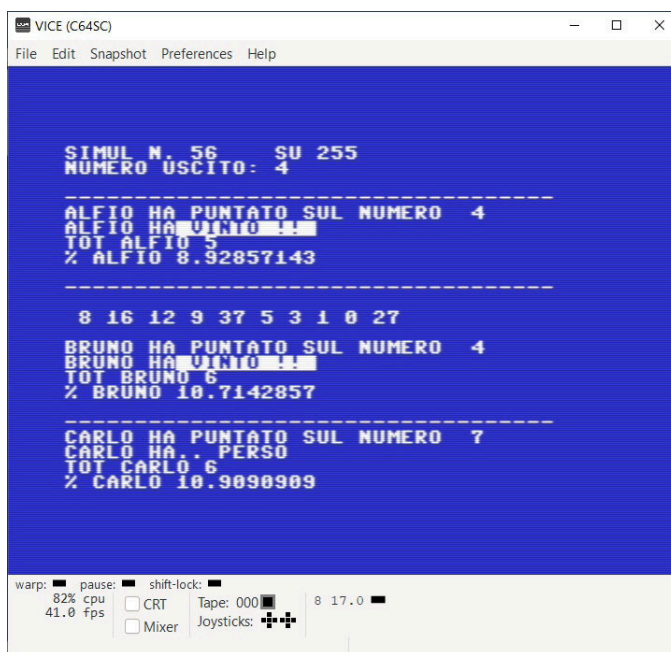 VICE (C64SC)
File Edit Snapshot Preferences Help
SIMUL N. 56 SU 255
NUMERO USCITO: 4
-----------------------------------
ALFIO HA PUNTATO SUL NUMERO 4
ALFIO HA VINTO !!
TOT ALFIO 5
% ALFIO 8.92857143
-----------------------------------
8 16 12 9 37 5 3 1 0 27
BRUNO HA PUNTATO SUL NUMERO 4
BRUNO HA VINTO !!
TOT BRUNO 6
% BRUNO 10.7142857
-----------------------------------
CARLO HA PUNTATO SUL NUMERO 7
CARLO HA.. PERSO
TOT CARLO 6
% CARLO 10.9090909
warp: pause: shift-lock:
82% cpu
41.0 fps
CRT
Mixer
Tape: 000
Joysticks:
8 17.0